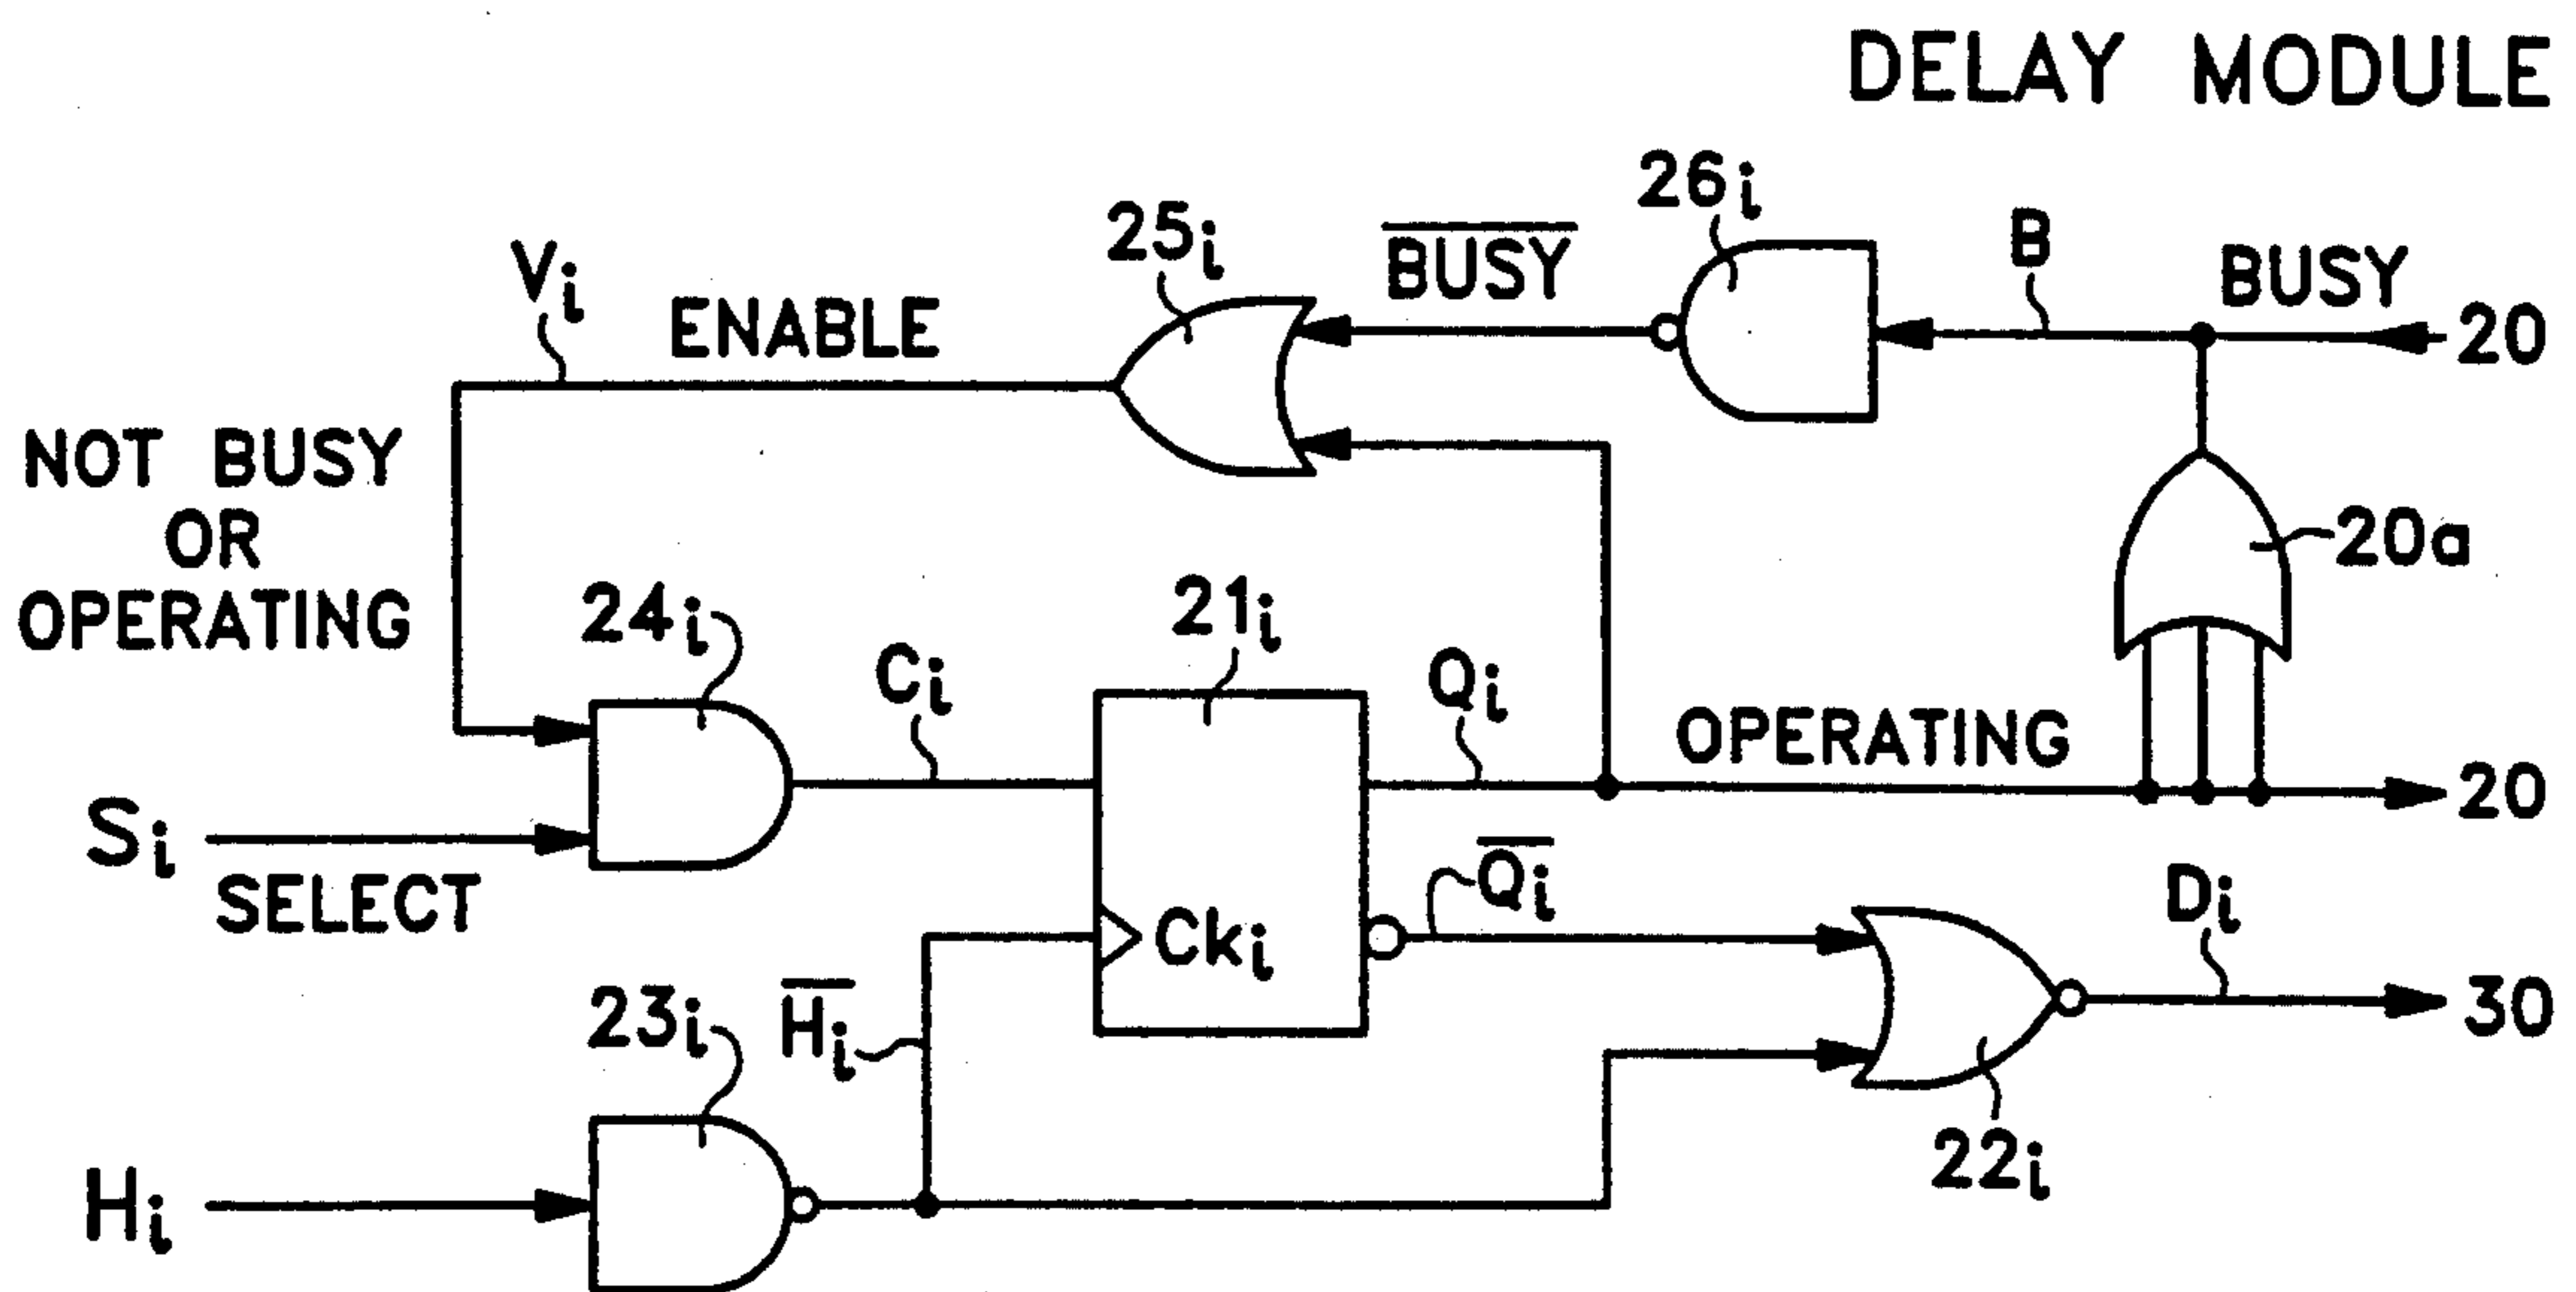 DELAY MODULE
26i
25i
BUSY
B
BUSY
Vi
ENABLE
20
NOT BUSY
OR
OPERATING
20a
24i
21i
Ci
Qi
OPERATING
20
Si
SELECT
Qi
Di
Cki
23i
Hi
30
22i
Hi